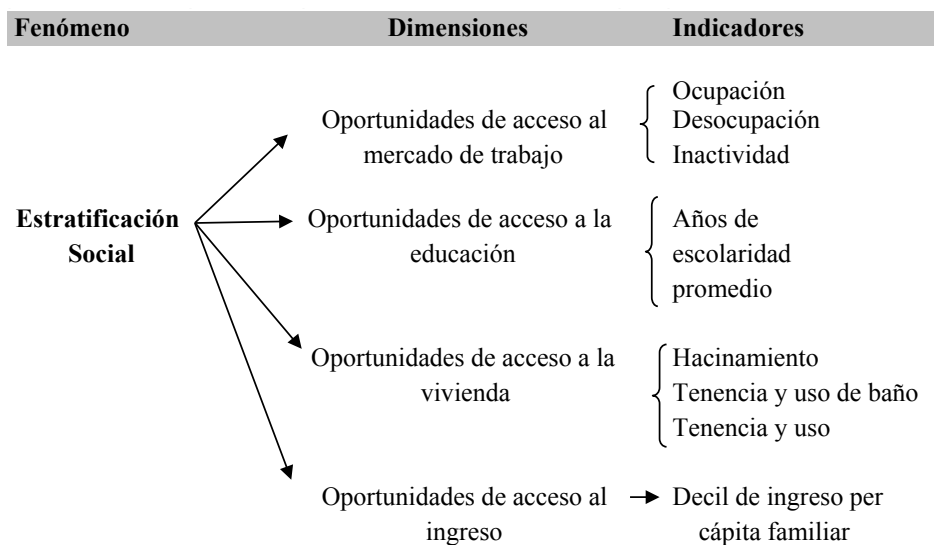 Fenómeno Dimensiones Indicadores
Oportunidades de acceso al
mercado de trabajo
Ocupación
Desocupación
Inactividad
Estratificación
Social
Oportunidades de acceso a la
educación
Años de
escolaridad
promedio
Oportunidades de acceso a la
vivienda
Hacinamiento
Tenencia y uso de baño
Tenencia y uso
Oportunidades de acceso al
ingreso
Decil de ingreso per
cápita familiar